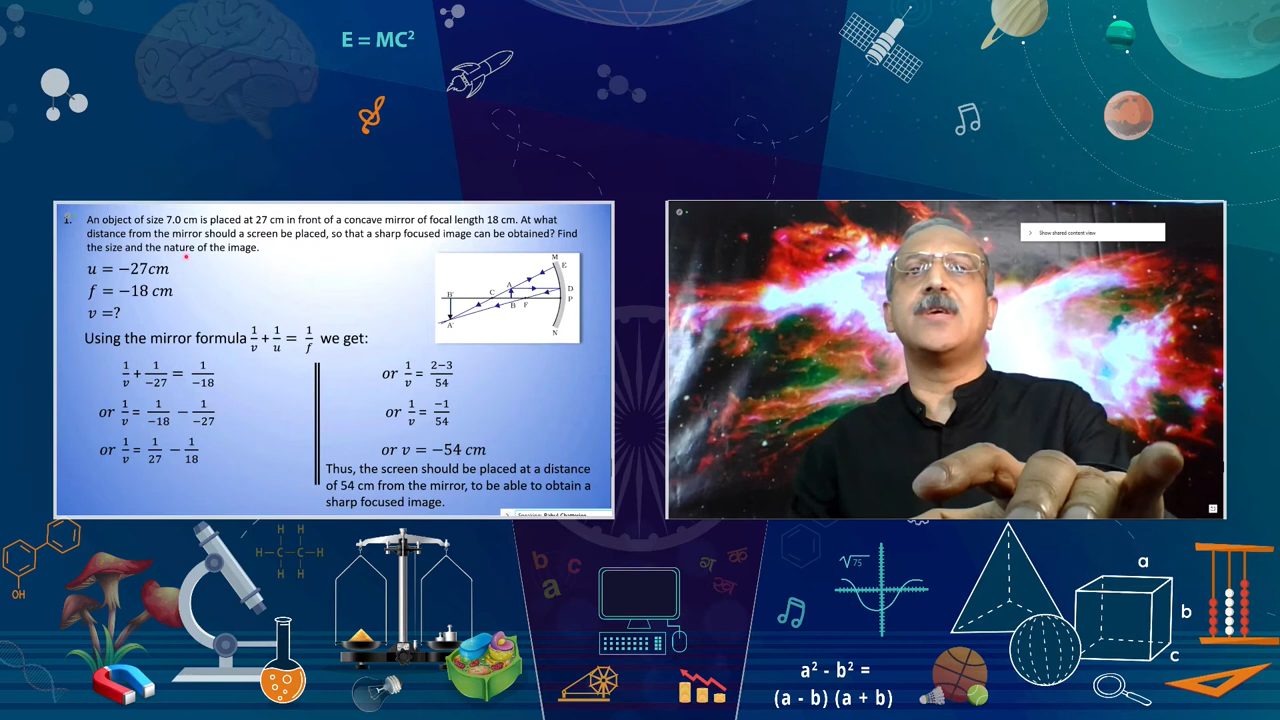 E = MC²
1. An object of size 7.0 cm is placed at 27 cm in front of a concave mirror of focal length 18 cm. At what
distance from the mirror should a screen be placed, so that a sharp focused image can be obtained? Find
the size and the nature of the image.
u = −27cm
f = −18 cm
v =?
Using the mirror formula 1/v + 1/u = 1/f we get:
1/v + 1/−27 = 1/−18
or 1/v = 1/−18 − 1/−27
or 1/v = 1/27 − 1/18
or 1/v = 2−3/54
or 1/v = −1/54
or v = −54 cm
Thus, the screen should be placed at a distance
of 54 cm from the mirror, to be able to obtain a
sharp focused image.
M
E
A
D
B'
C
P
B
F
A'
N
Speaking: Rahul
Show shared content view
OH
H H
H C C H
H H
b c
a
ग क
ख
√75
a² - b² =
(a - b) (a + b)
a
b
c